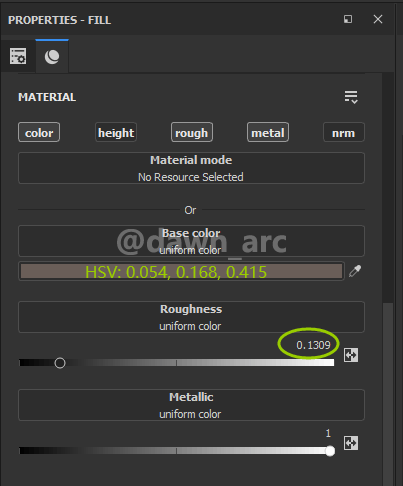 PROPERTIES - FILL
MATERIAL
color height rough metal nrm
Material mode
No Resource Selected
Or
Base color
@dawn_arc
uniform color
HSV: 0.054, 0.168, 0.415
Roughness
uniform color
0.1309
Metallic
uniform color
1